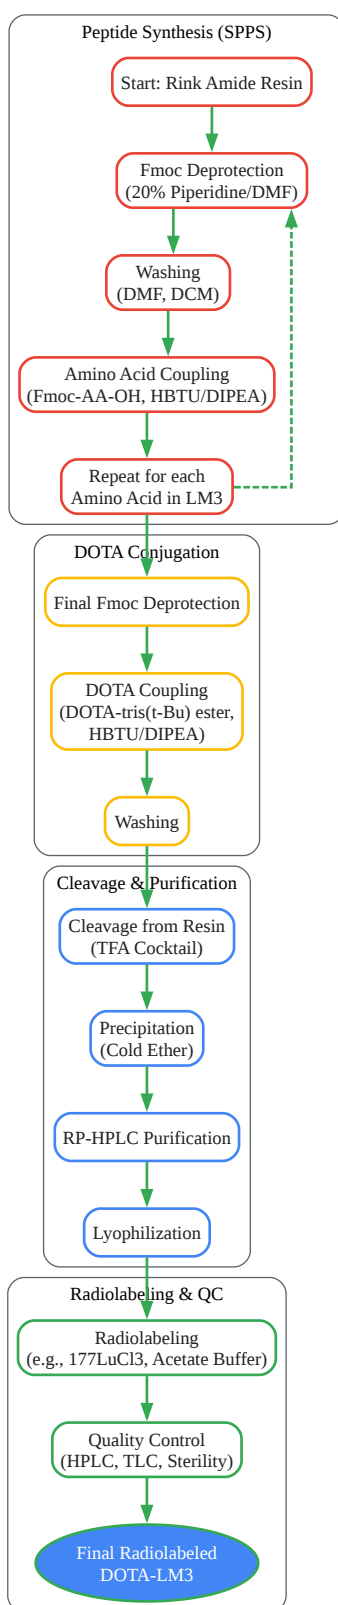 Peptide Synthesis (SPPS)
Start: Rink Amide Resin
Fmoc Deprotection
(20% Piperidine/DMF)
Washing
(DMF, DCM)
Amino Acid Coupling
(Fmoc-AA-OH, HBTU/DIPEA)
Repeat for each
Amino Acid in LM3
DOTA Conjugation
Final Fmoc Deprotection
DOTA Coupling
(DOTA-tris(t-Bu) ester,
HBTU/DIPEA)
Washing
Cleavage & Purification
Cleavage from Resin
(TFA Cocktail)
Precipitation
(Cold Ether)
RP-HPLC Purification
Lyophilization
Radiolabeling & QC
Radiolabeling
(e.g., 177LuCl3, Acetate Buffer)
Quality Control
(HPLC, TLC, Sterility)
Final Radiolabeled
DOTA-LM3